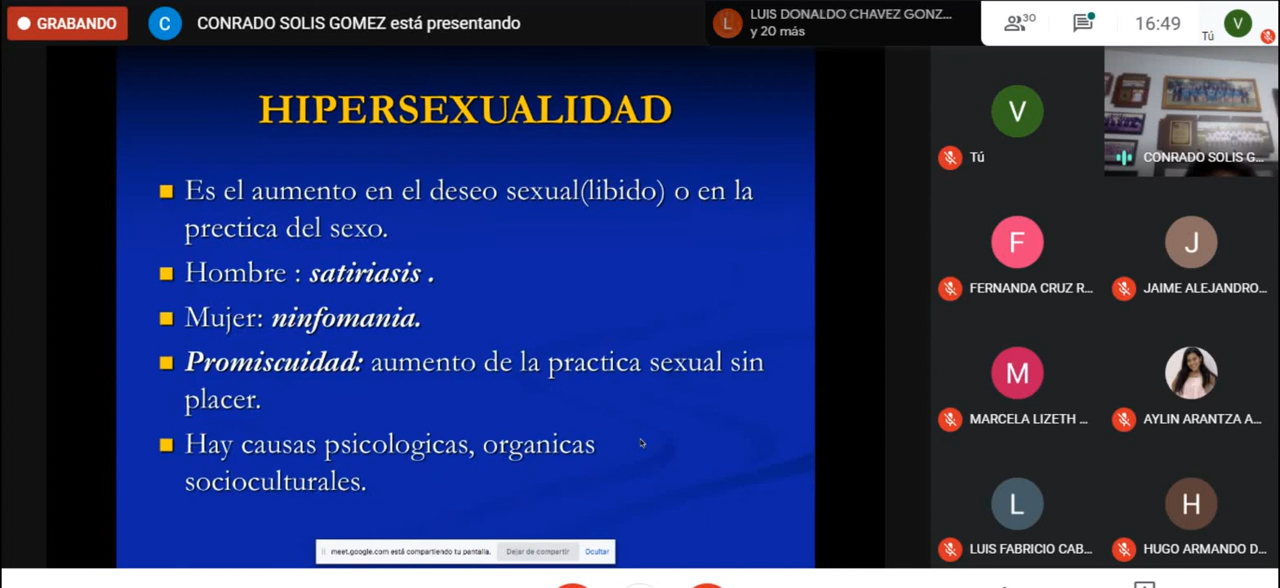 GRABANDO
C
CONRADO SOLIS GOMEZ está presentando
L
LUIS DONALDO CHAVEZ GONZ...
y 20 más
30
16:49
Tú
V
HIPERSEXUALIDAD
Es el aumento en el deseo sexual(libido) o en la
prectica del sexo.
Hombre : satiriasis .
Mujer: ninfomania.
Promiscuidad: aumento de la practica sexual sin
placer.
Hay causas psicologicas, organicas
socioculturales.
meet.google.com está compartiendo tu pantalla.
Dejar de compartir
Ocultar
V
Tú
CONRADO SOLIS G...
F
FERNANDA CRUZ R...
J
JAIME ALEJANDRO...
M
MARCELA LIZETH ...
AYLIN ARANTZA A...
L
LUIS FABRICIO CAB...
H
HUGO ARMANDO D...